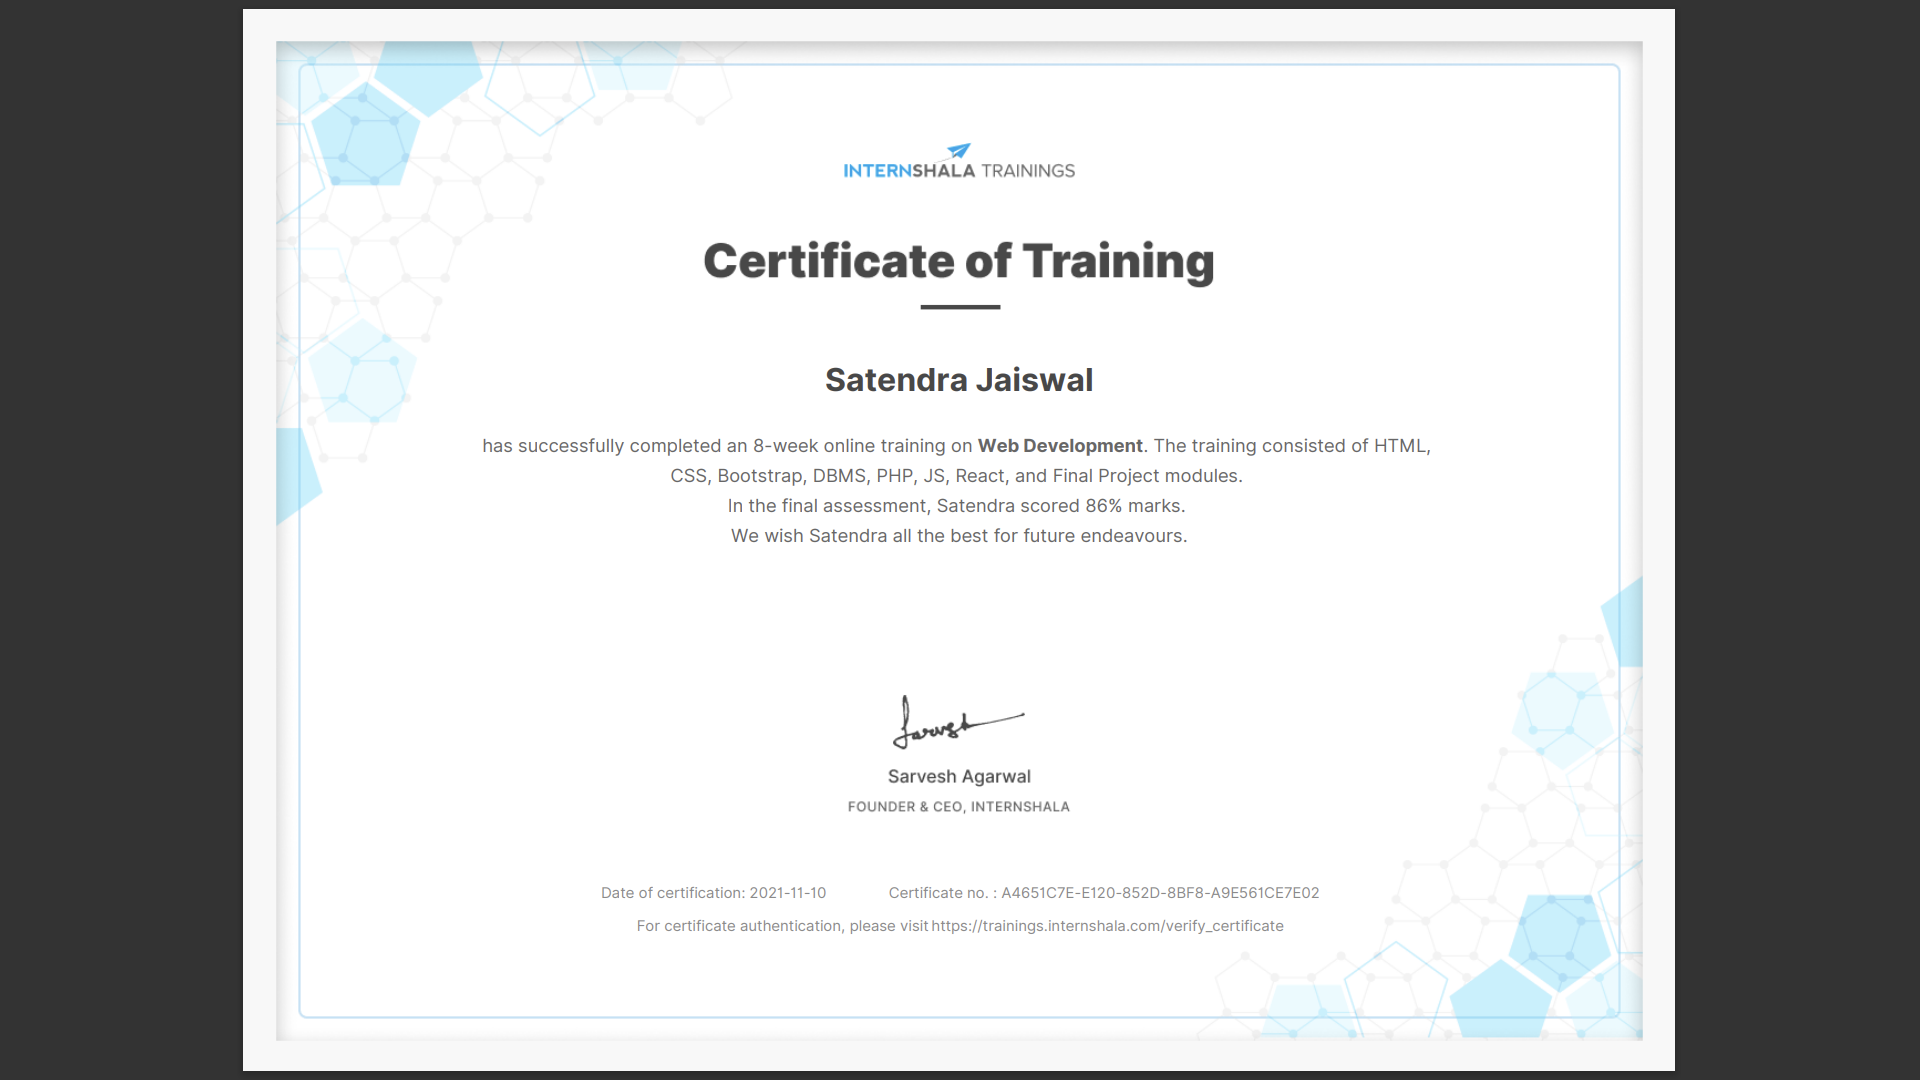 INTERNSHALA TRAININGS
Certificate of Training
Satendra Jaiswal
has successfully completed an 8-week online training on Web Development. The training consisted of HTML,
CSS, Bootstrap, DBMS, PHP, JS, React, and Final Project modules.
In the final assessment, Satendra scored 86% marks.
We wish Satendra all the best for future endeavours.
Sarvesh
Sarvesh Agarwal
FOUNDER & CEO, INTERNSHALA
Date of certification: 2021-11-10 Certificate no. : A4651C7E-E120-852D-8BF8-A9E561CE7E02
For certificate authentication, please visit https://trainings.internshala.com/verify_certificate